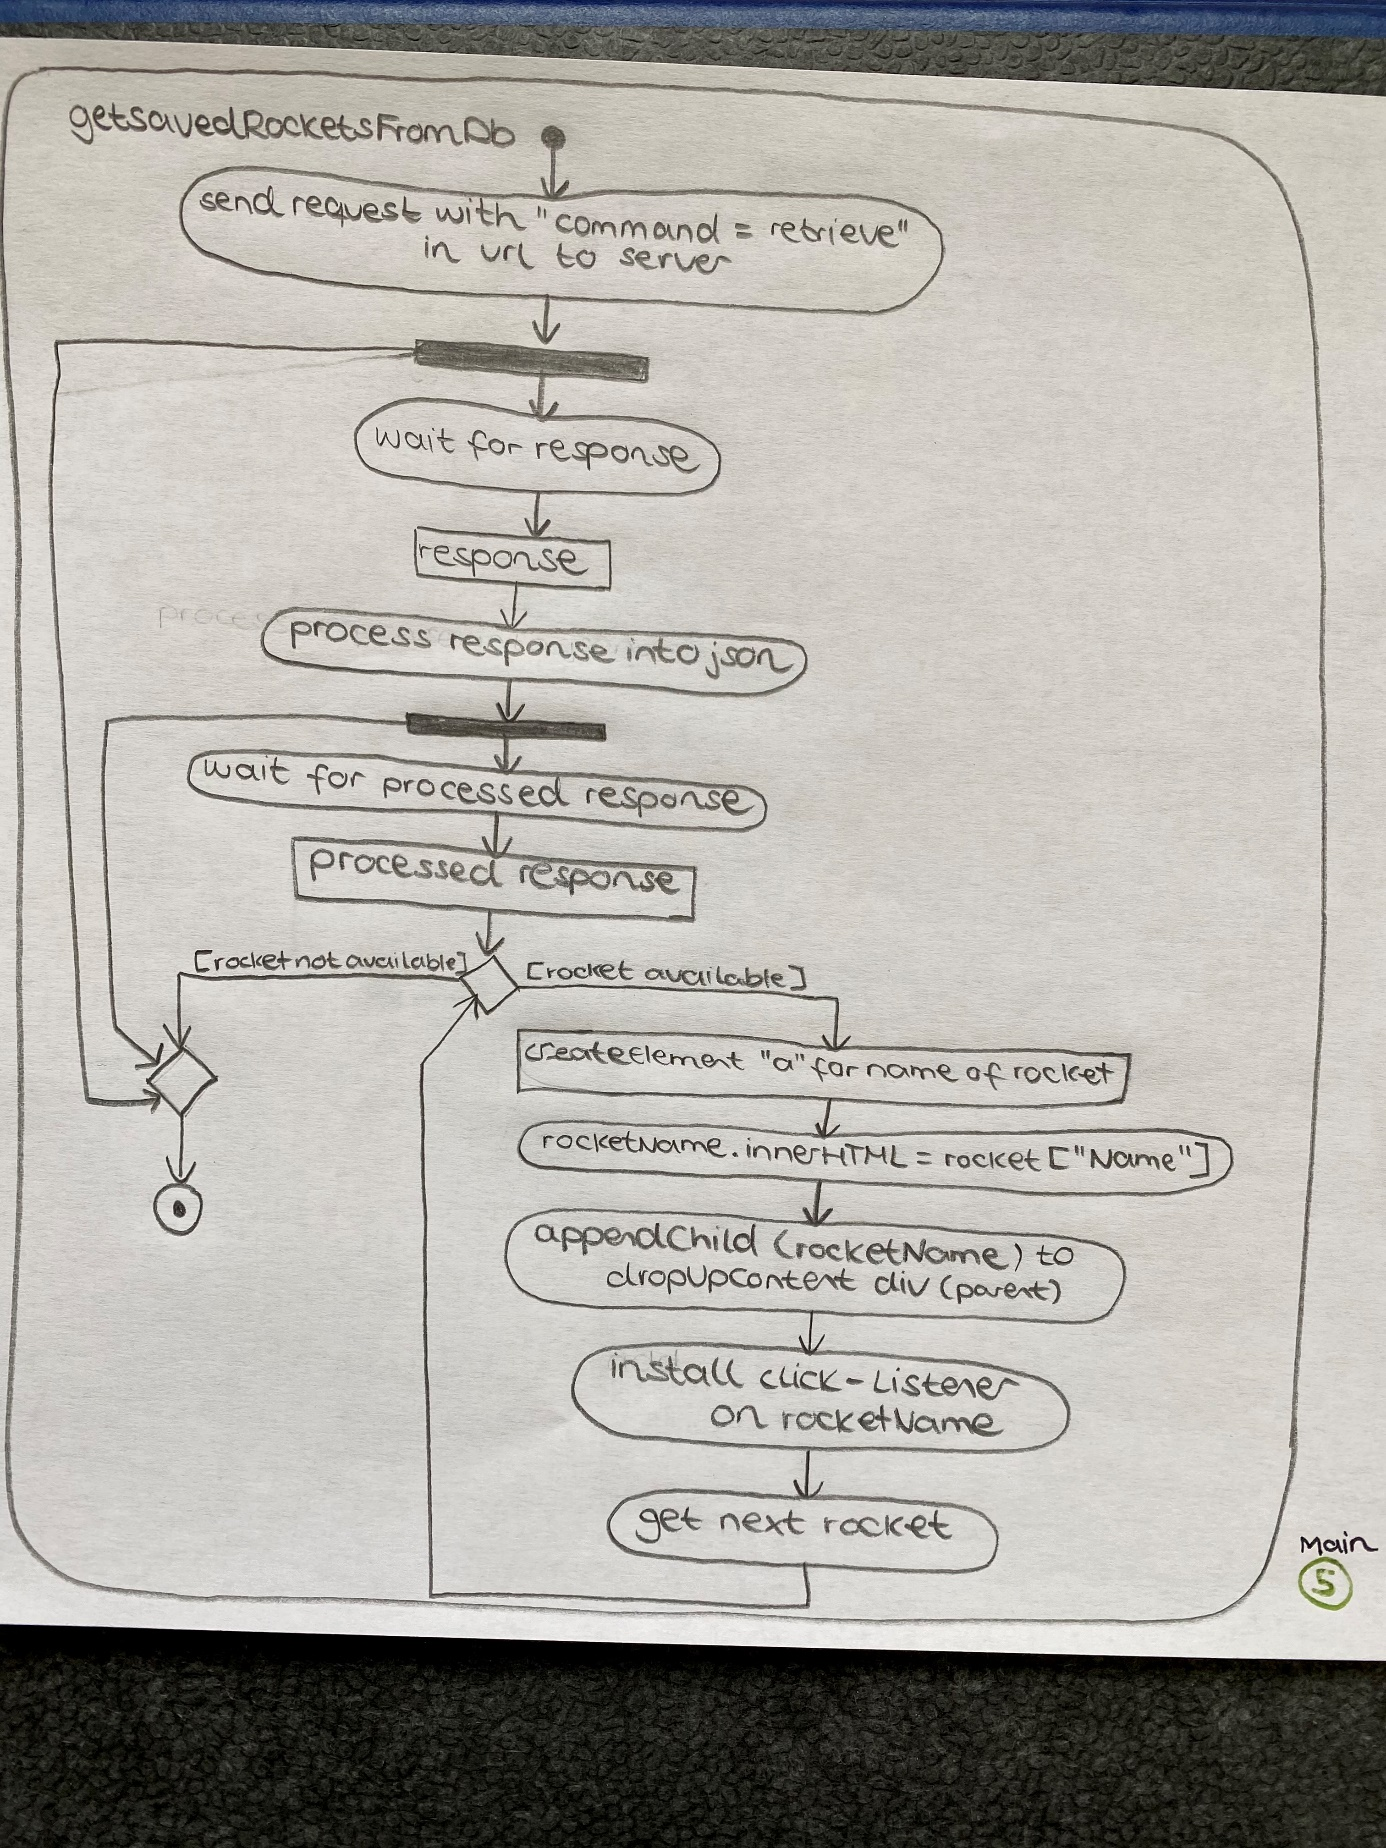 getsavedRocketsFromDb
send request with "command = retrieve"
in url to server
wait for response
response
process response into json
wait for processed response
processed response
[rocket not available]
[rocket available]
createElement "a" for name of rocket
rocketName.innerHTML = rocket ["Name"]
appendChild (rocketName) to
dropUpContent div (parent)
install click-Listener
on rocketName
get next rocket
Main
5